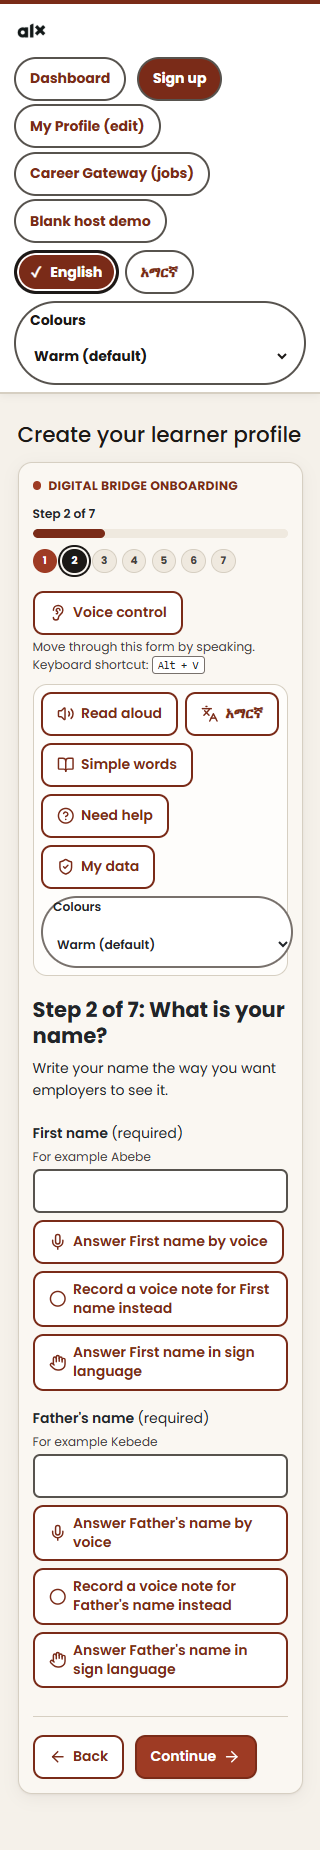 alx
Dashboard
Sign up
My Profile (edit)
Career Gateway (jobs)
Blank host demo
✓ English
አማርኛ
Colours
Warm (default)
Create your learner profile
DIGITAL BRIDGE ONBOARDING
Step 2 of 7
1 2 3 4 5 6 7
Voice control
Move through this form by speaking.
Keyboard shortcut: Alt + V
Read aloud
አማርኛ
Simple words
Need help
My data
Colours
Warm (default)
Step 2 of 7: What is your
name?
Write your name the way you want
employers to see it.
First name (required)
For example Abebe
Answer First name by voice
Record a voice note for First
name instead
Answer First name in sign
language
Father's name (required)
For example Kebede
Answer Father's name by
voice
Record a voice note for
Father's name instead
Answer Father's name in
sign language
← Back
Continue →